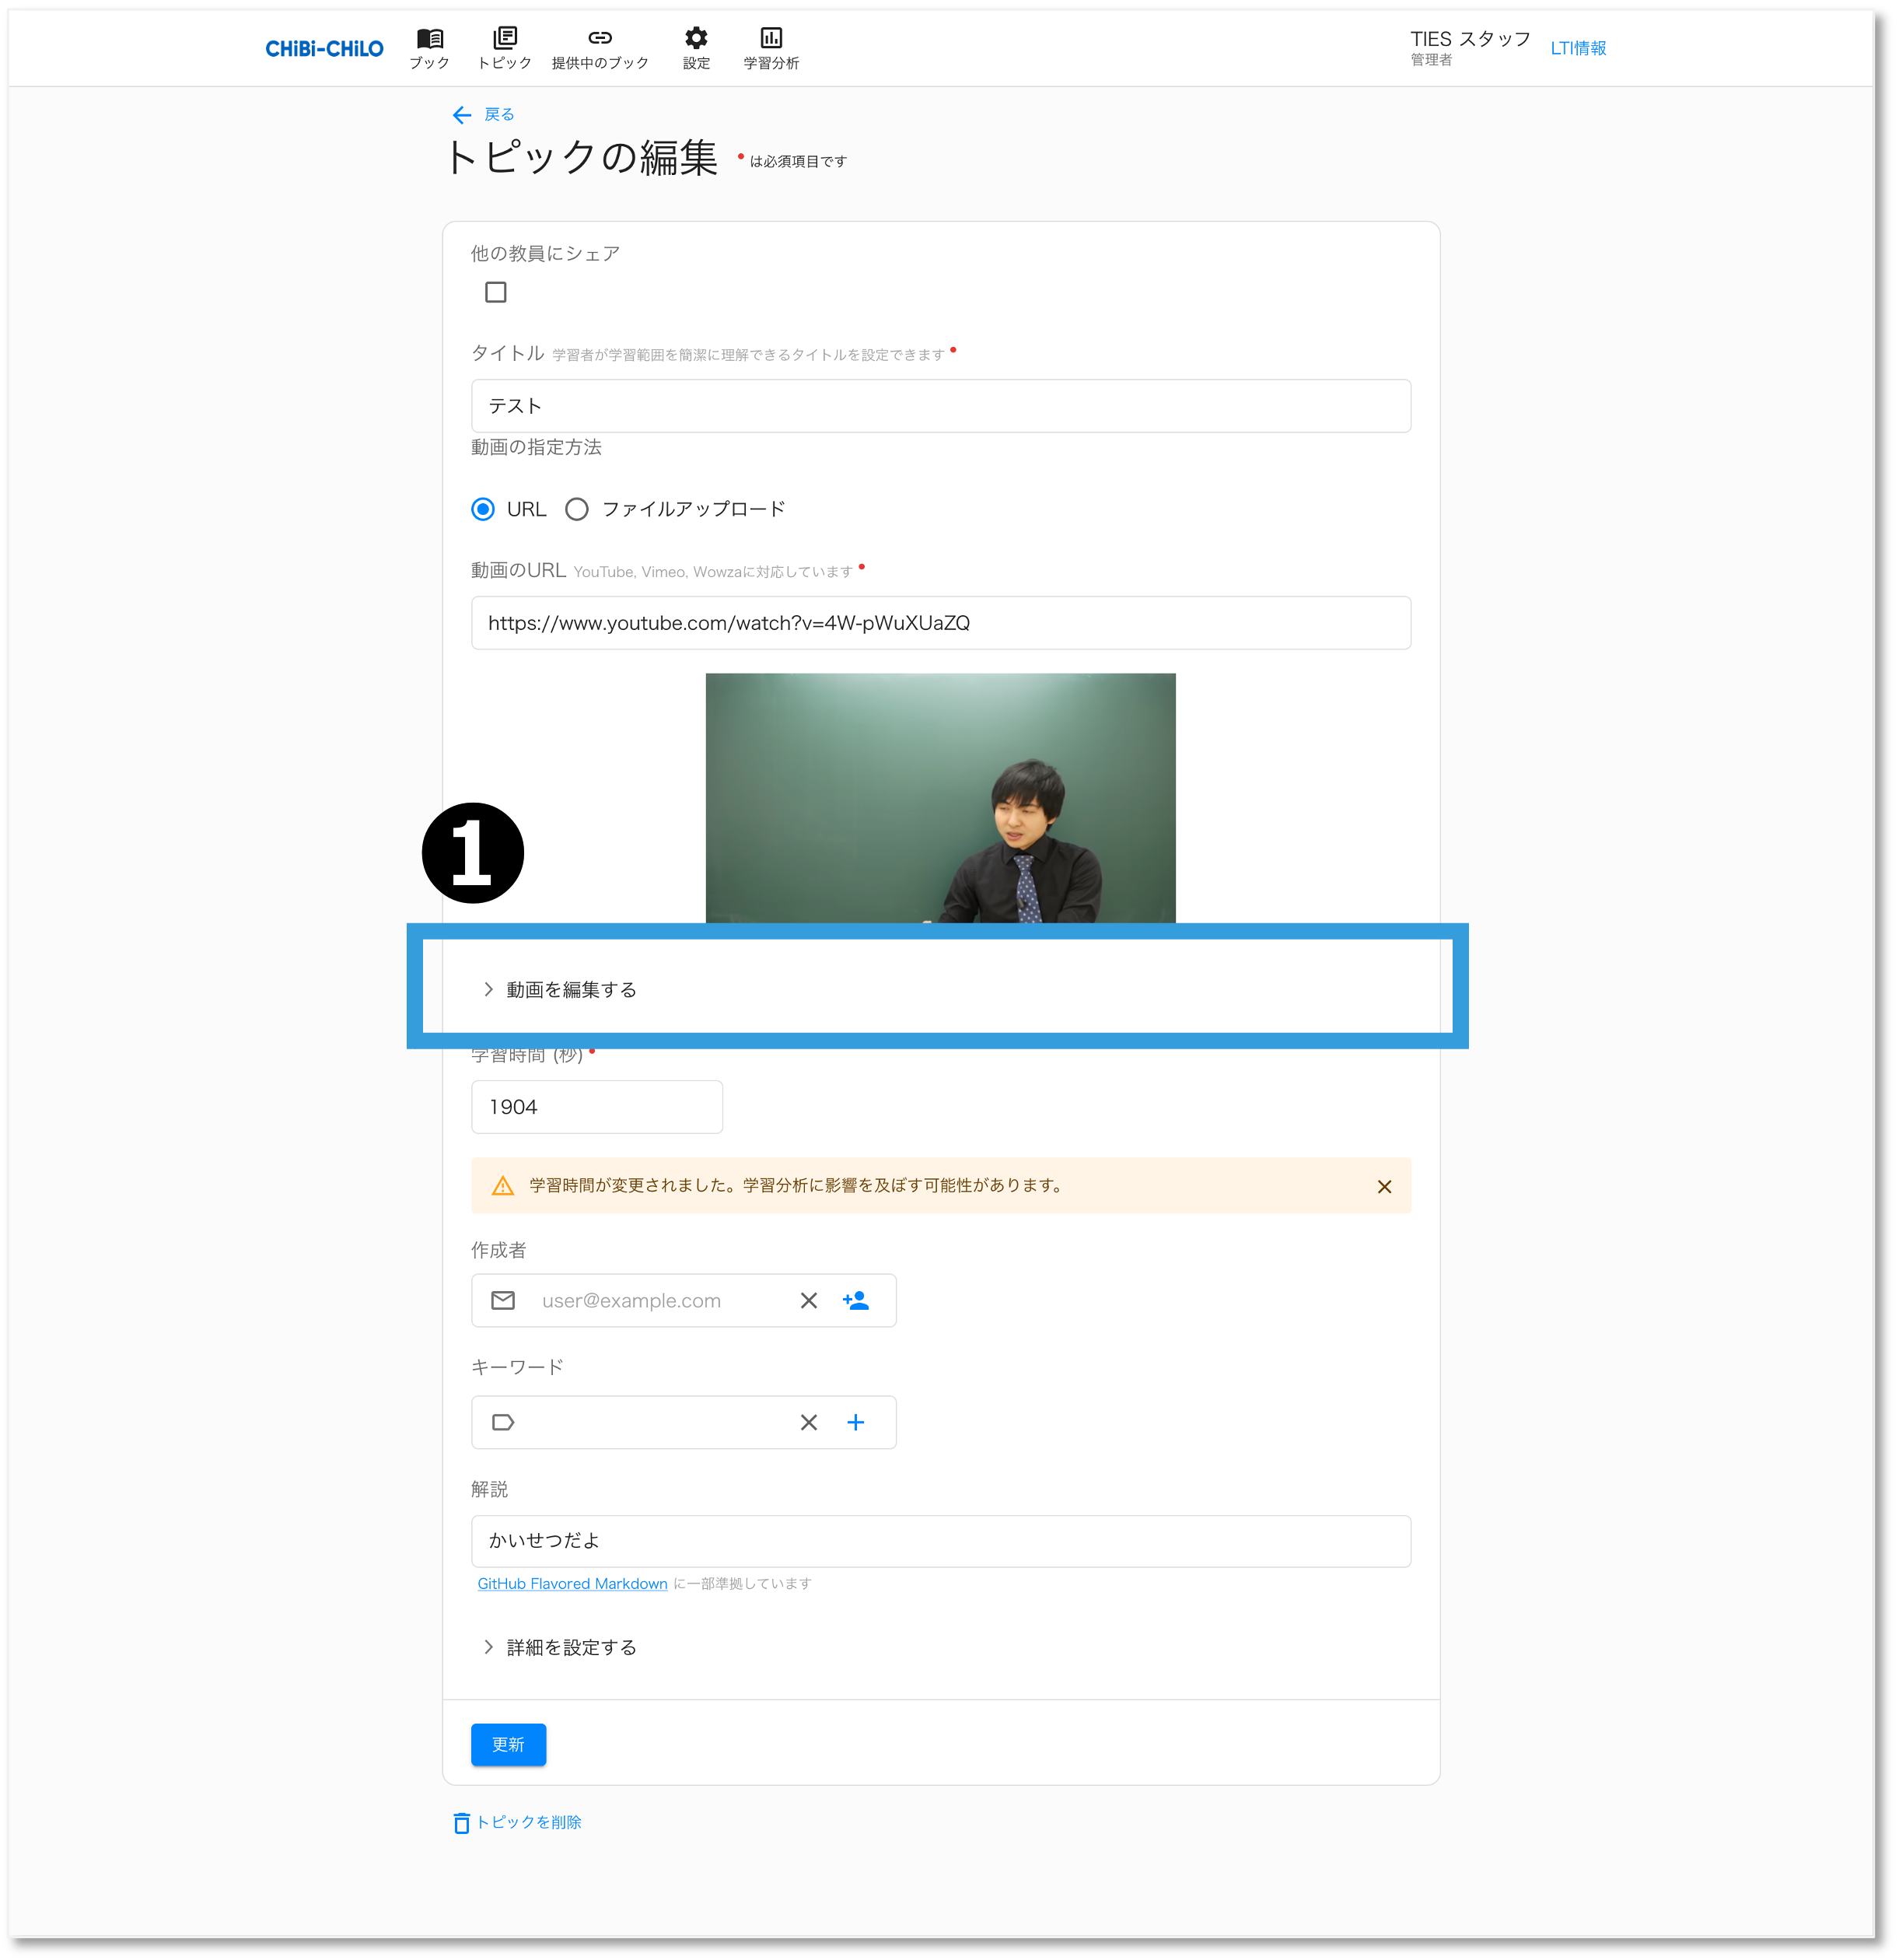 CHiBi-CHiLO
ブック
トピック
提供中のブック
設定
学習分析
TIES スタッフ
管理者
LTI情報
戻る
トピックの編集 • は必須項目です
他の教員にシェア
タイトル 学習者が学習範囲を簡潔に理解できるタイトルを設定できます •
テスト
動画の指定方法
URL ファイルアップロード
動画のURL YouTube, Vimeo, Wowzaに対応しています •
https://www.youtube.com/watch?v=4W-pWuXUaZQ
1
動画を編集する
学習時間 (秒) •
1904
学習時間が変更されました。学習分析に影響を及ぼす可能性があります。
作成者
user@example.com
キーワード
解説
かいせつだよ
GitHub Flavored Markdown に一部準拠しています
詳細を設定する
更新
トピックを削除